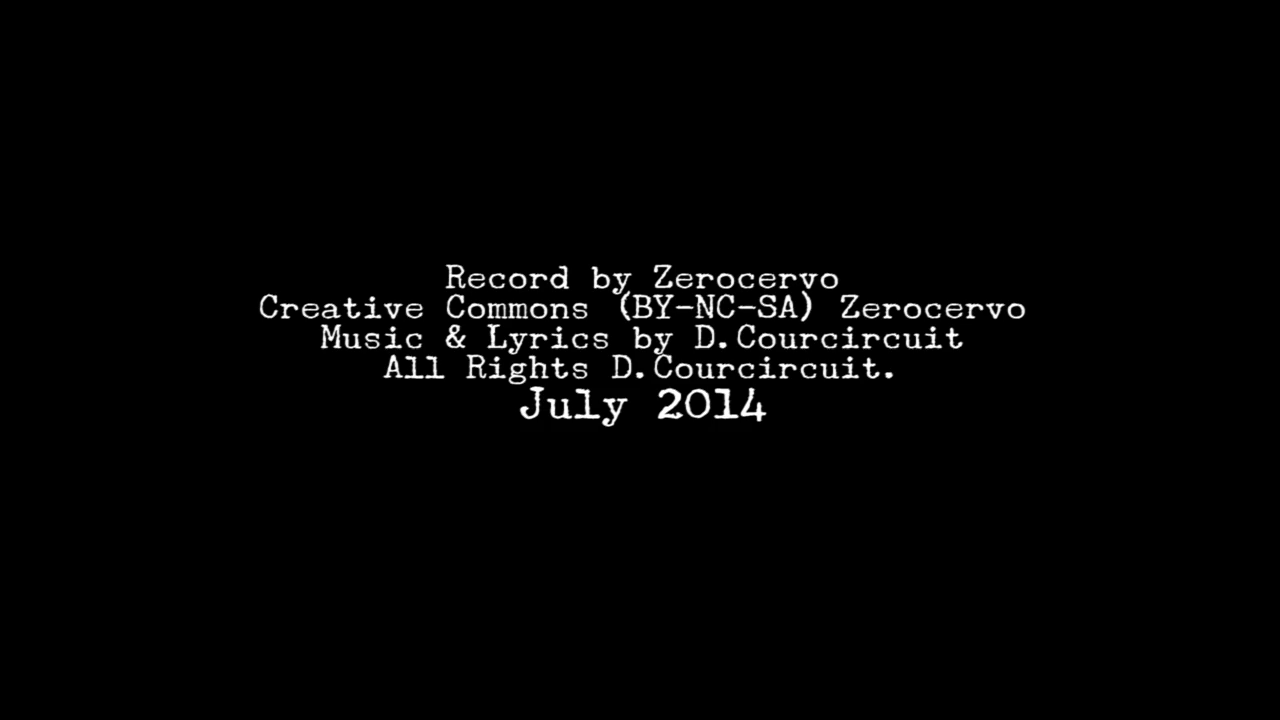 Record by Zerocervo
Creative Commons (BY-NC-SA) Zerocervo
Music & Lyrics by D.Courcircuit
All Rights D.Courcircuit.
July 2014